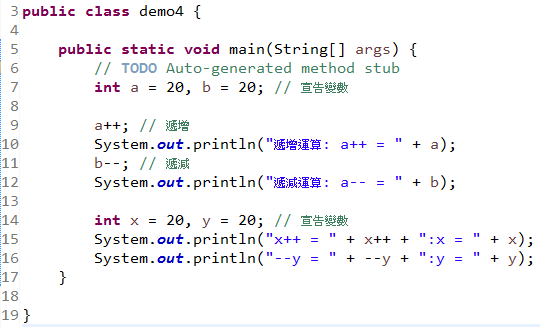 3 public class demo4 {
4
5     public static void main(String[] args) {
6         // TODO Auto-generated method stub
7         int a = 20, b = 20; // 宣告變數
8
9         a++; // 遞增
10         System.out.println("遞增運算: a++ = " + a);
11         b--; // 遞減
12         System.out.println("遞減運算: a-- = " + b);
13
14         int x = 20, y = 20; // 宣告變數
15         System.out.println("x++ = " + x++ + ":x = " + x);
16         System.out.println("--y = " + --y + ":y = " + y);
17     }
18
19 }